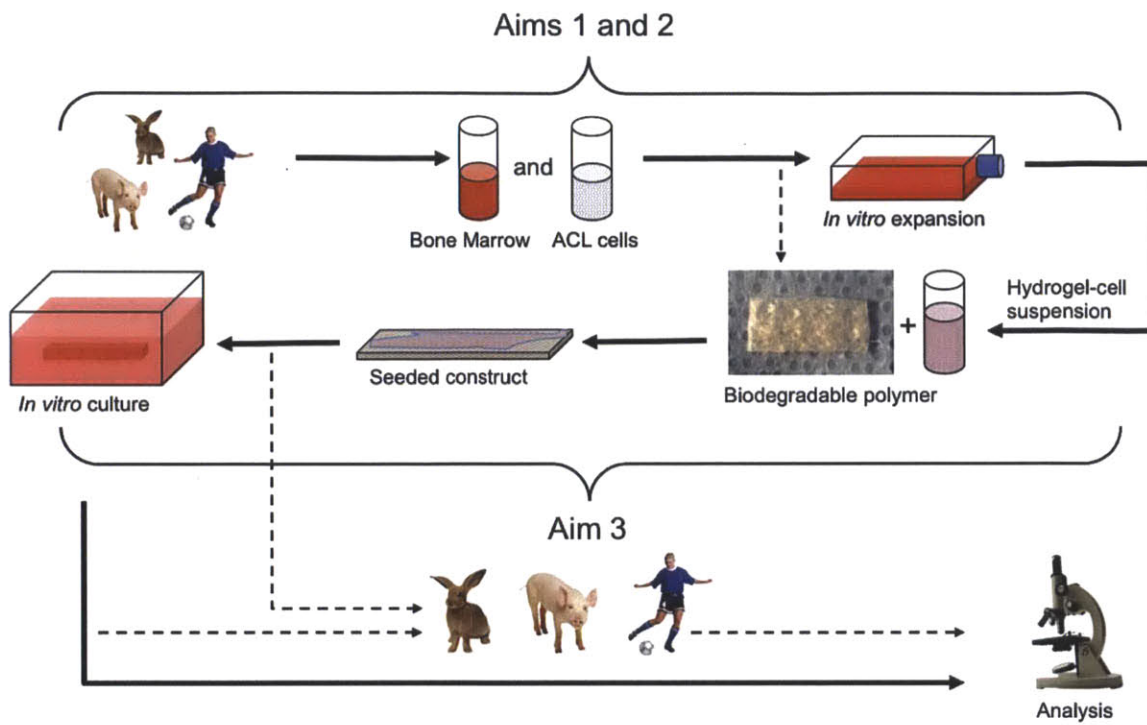 Aims 1 and 2
and
Bone Marrow
ACL cells
In vitro expansion
Hydrogel-cell
suspension
+
Biodegradable polymer
Seeded construct
In vitro culture
Aim 3
Analysis